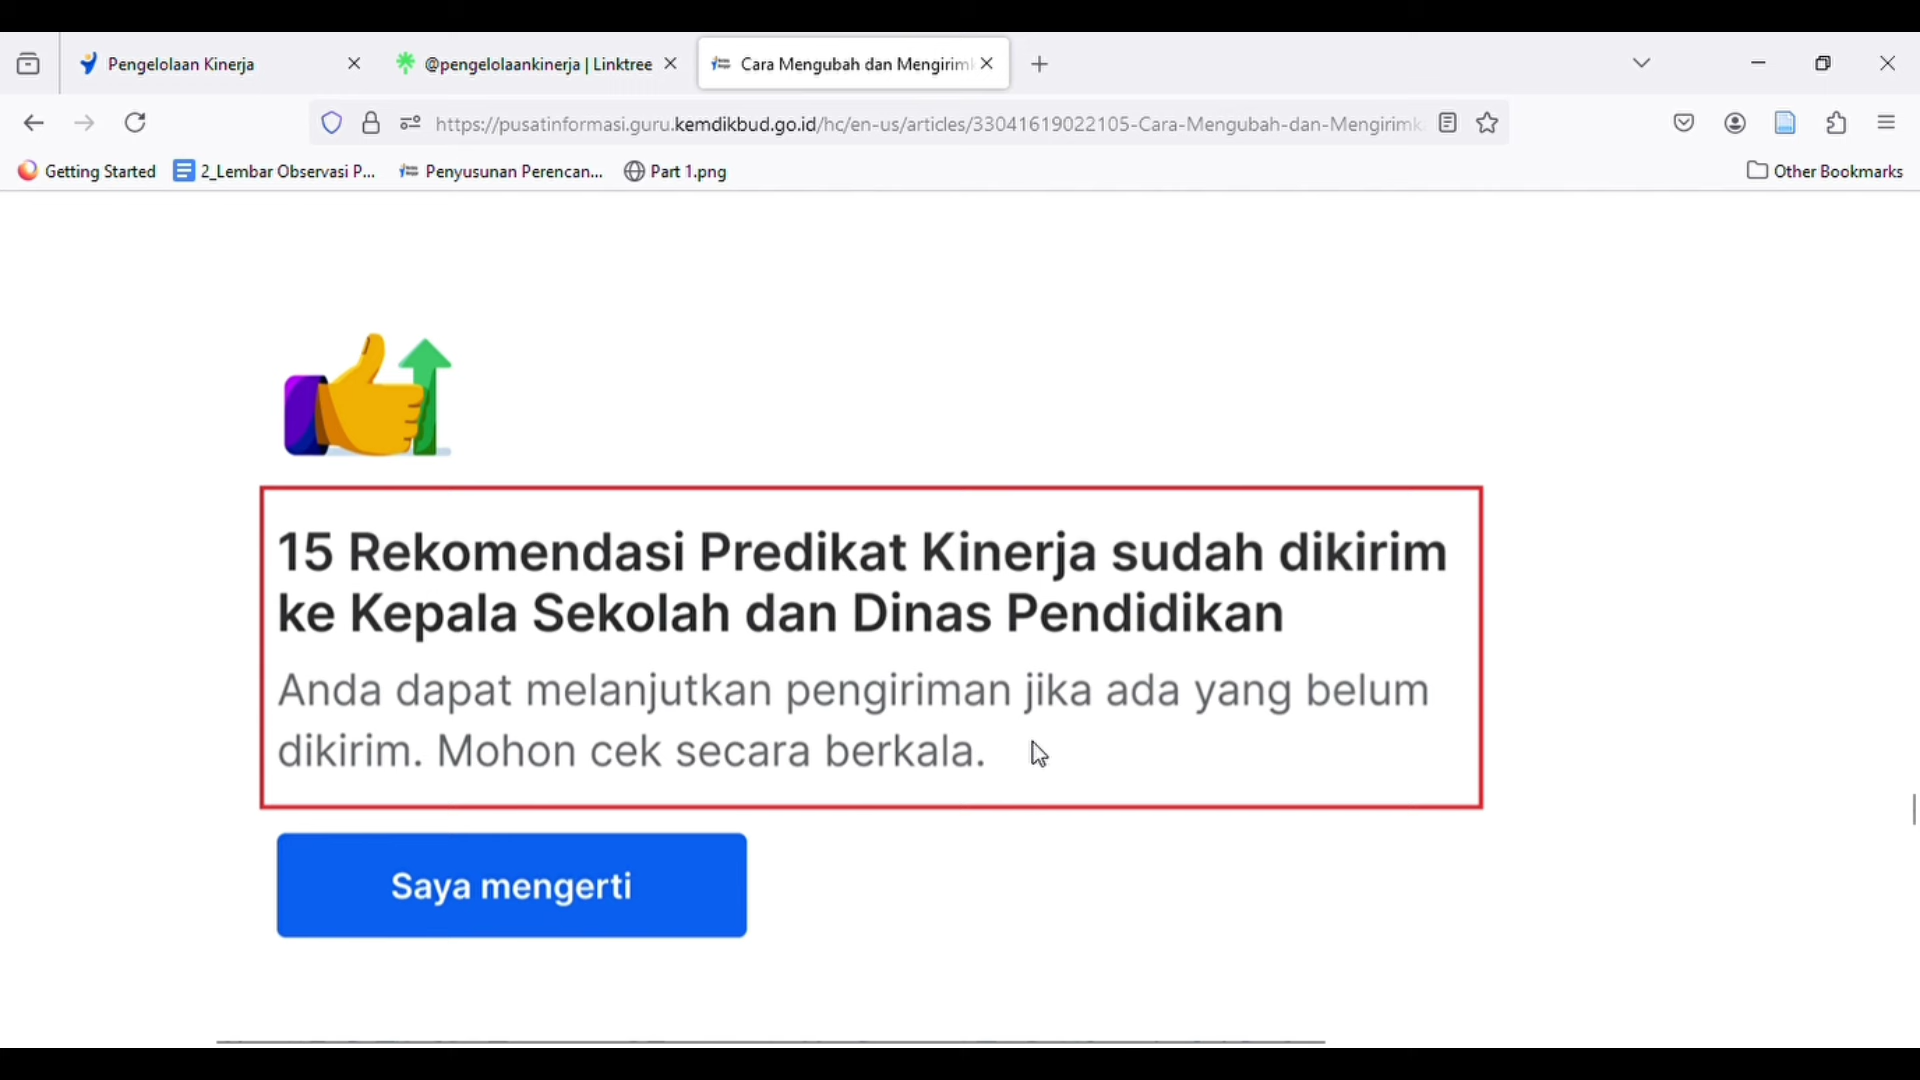 Pengelolaan Kinerja
@pengelolaankinerja | Linktree
Cara Mengubah dan Mengirim
https://pusatinformasi.guru.kemdikbud.go.id/hc/en-us/articles/33041619022105-Cara-Mengubah-dan-Mengirimk
Getting Started
2_Lembar Observasi P...
Penyusunan Perencan...
Part 1.png
Other Bookmarks
15 Rekomendasi Predikat Kinerja sudah dikirim
ke Kepala Sekolah dan Dinas Pendidikan
Anda dapat melanjutkan pengiriman jika ada yang belum
dikirim. Mohon cek secara berkala.
Saya mengerti